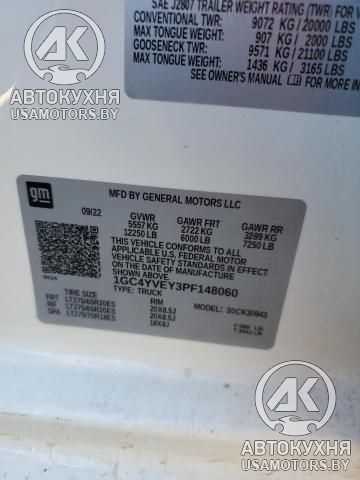 SAE J2807 TRAILER WEIGHT RATING (TWR) FOR
CONVENTIONAL TWR: 9072 KG / 20000 LBS
MAX TONGUE WT: 907 KG / 2000 LBS
GOOSENECK TWR: 9571 KG / 21100 LBS
MAX TONGUE WT: 1436 KG / 3165 LBS
SEE OWNER'S MANUAL FOR MORE IN
АВТОКУХНЯ
USAMOTORS.BY
gm
MFD BY GENERAL MOTORS LLC
09/22
GVWR GAWR FRT GAWR RR
5557 KG 2722 KG 3289 KG
12250 LB 6000 LB 7250 LB
THIS VEHICLE CONFORMS TO ALL APPLICABLE U.S. FEDERAL MOTOR
VEHICLE SAFETY STANDARDS IN EFFECT ON THE
DATE OF MANUFACTURE SHOWN ABOVE.
1GC4YVEY3PF148060
TYPE: TRUCK
TIRE SIZE RIM 30CK30943
FRT LT275/65R20ES 20X8.5J
RR LT275/65R20ES 20X8.5J
SPA LT275/70R18ES 18X8J
АВТОКУХНЯ
USAMOTORS.BY